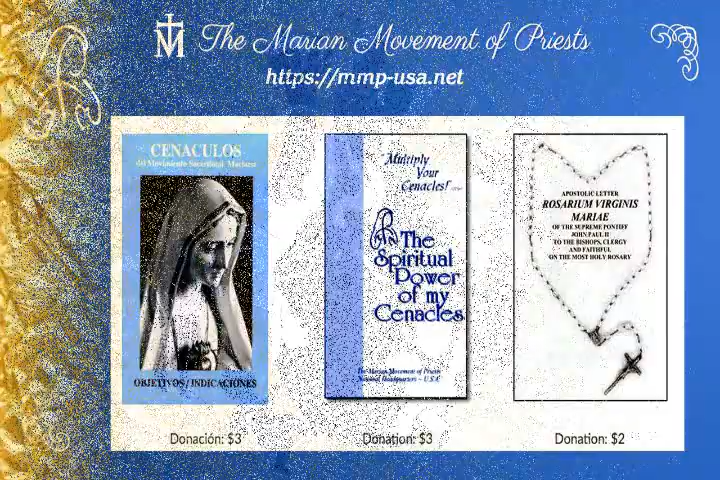 The Marian Movement of Priests
https://mmp-usa.net
CENACULOS
del Movimiento Sacerdotal Mariano
OBJETIVOS / INDICACIONES
Donación: $3
Multiply
Your
Cenacles!
The
Spiritual
Power
of my
Cenacles
The Marian Movement of Priests
National Headquarters - U.S.A.
Donation: $3
APOSTOLIC LETTER
ROSARIUM VIRGINIS
MARIAE
OF THE SUPREME PONTIFF
JOHN PAUL II
TO THE BISHOPS, CLERGY
AND FAITHFUL
ON THE MOST HOLY ROSARY
Donation: $2